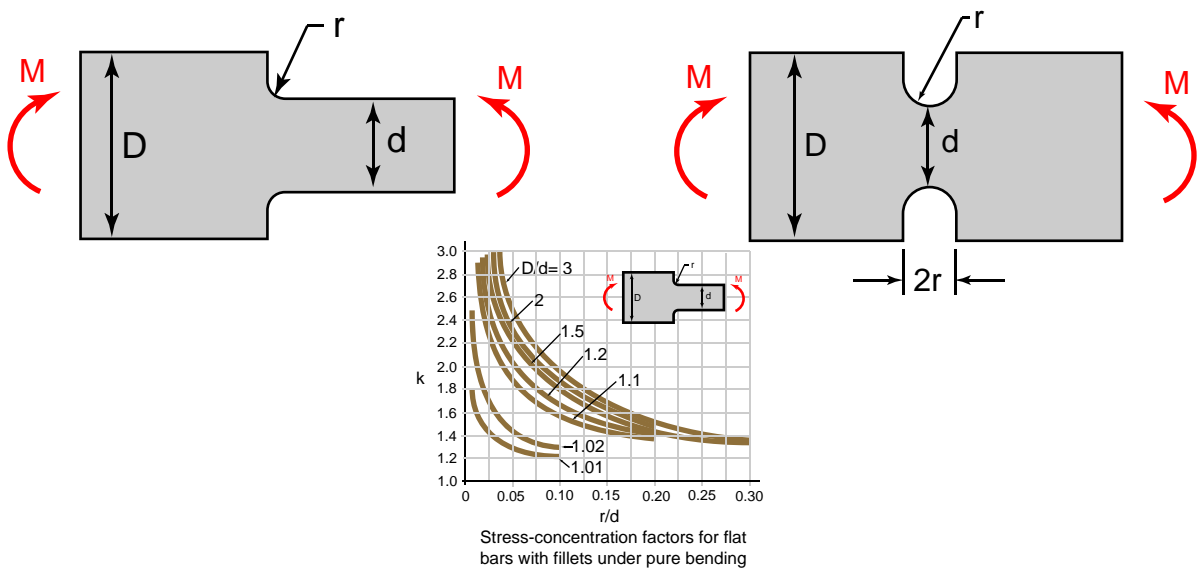 r
M
D
d
M
r
M
D
d
M
2r
3.0
2.8
2.6
2.4
2.2
2.0
1.8
1.6
1.4
1.2
1.0
k
D/d= 3
2
1.5
1.2
1.1
1.02
1.01
r
M
D
d
M
0
0.05
0.10
0.15
0.20
0.25
0.30
r/d
Stress-concentration factors for flat
bars with fillets under pure bending